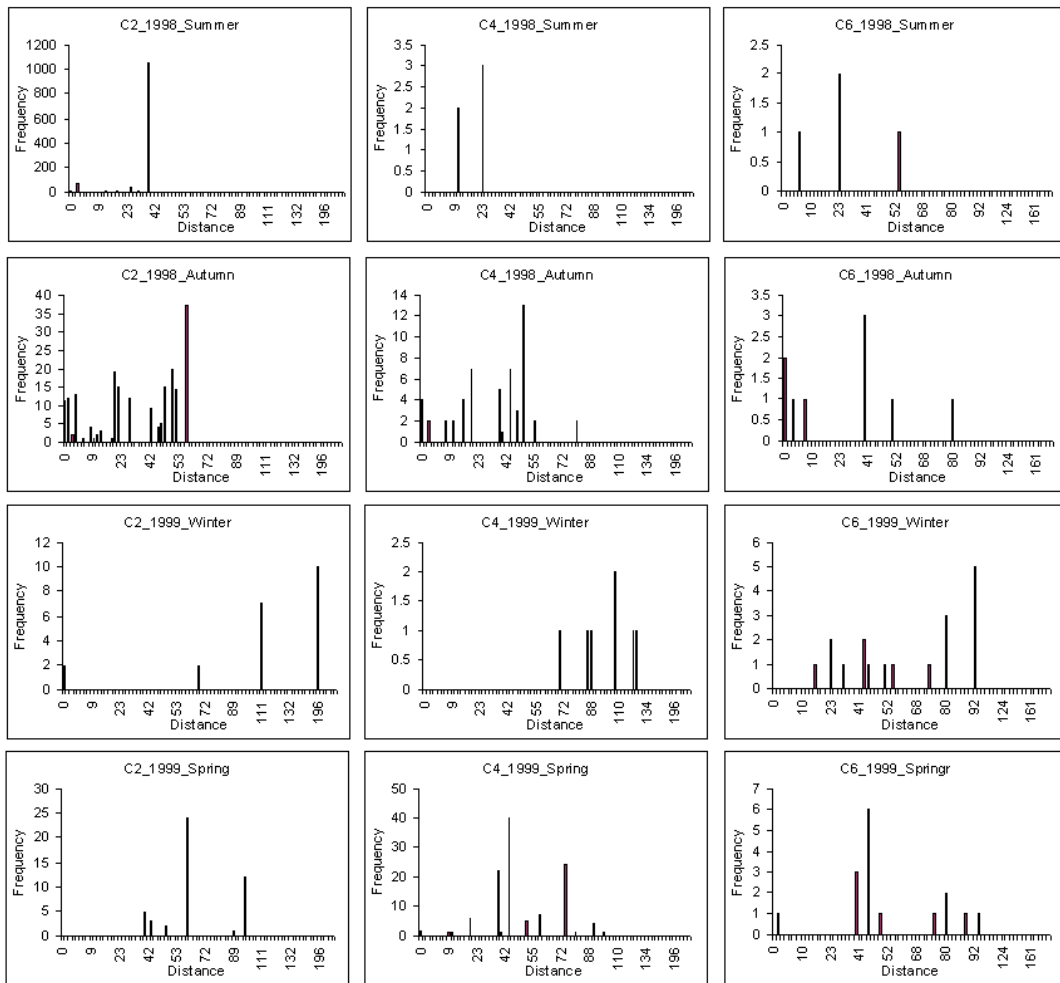 C2_1998_Summer
Frequency
1200
1000
800
600
400
200
0
0 9 23 42 63 72 89 111 132 196
Distance
C4_1998_Summer
Frequency
3.5
3
2.5
2
1.5
1
0.5
0
0 9 23 42 55 72 88 110 134 196
Distance
C6_1998_Summer
Frequency
2.5
2
1.5
1
0.5
0
0 10 23 41 52 68 80 92 124 161
Distance
C2_1998_Autumn
Frequency
40
35
30
25
20
15
10
5
0
0 9 23 42 63 72 89 111 132 196
Distance
C4_1998_Autumn
Frequency
14
12
10
8
6
4
2
0
0 9 23 42 55 72 88 110 134 196
Distance
C6_1998_Autumn
Frequency
3.5
3
2.5
2
1.5
1
0.5
0
0 10 23 41 52 68 80 92 124 161
Distance
C2_1999_Winter
Frequency
12
10
8
6
4
2
0
0 9 23 42 63 72 89 111 132 196
Distance
C4_1999_Winter
Frequency
2.5
2
1.5
1
0.5
0
0 9 23 42 55 72 88 110 134 196
Distance
C6_1999_Winter
Frequency
6
5
4
3
2
1
0
0 10 23 41 52 68 80 92 124 161
Distance
C2_1999_Spring
Frequency
30
25
20
15
10
5
0
0 9 23 42 63 72 89 111 132 196
Distance
C4_1999_Spring
Frequency
50
40
30
20
10
0
0 9 23 42 55 72 88 110 134 196
Distance
C6_1999_Springr
Frequency
7
6
5
4
3
2
1
0
0 10 23 41 52 68 80 92 124 161
Distance